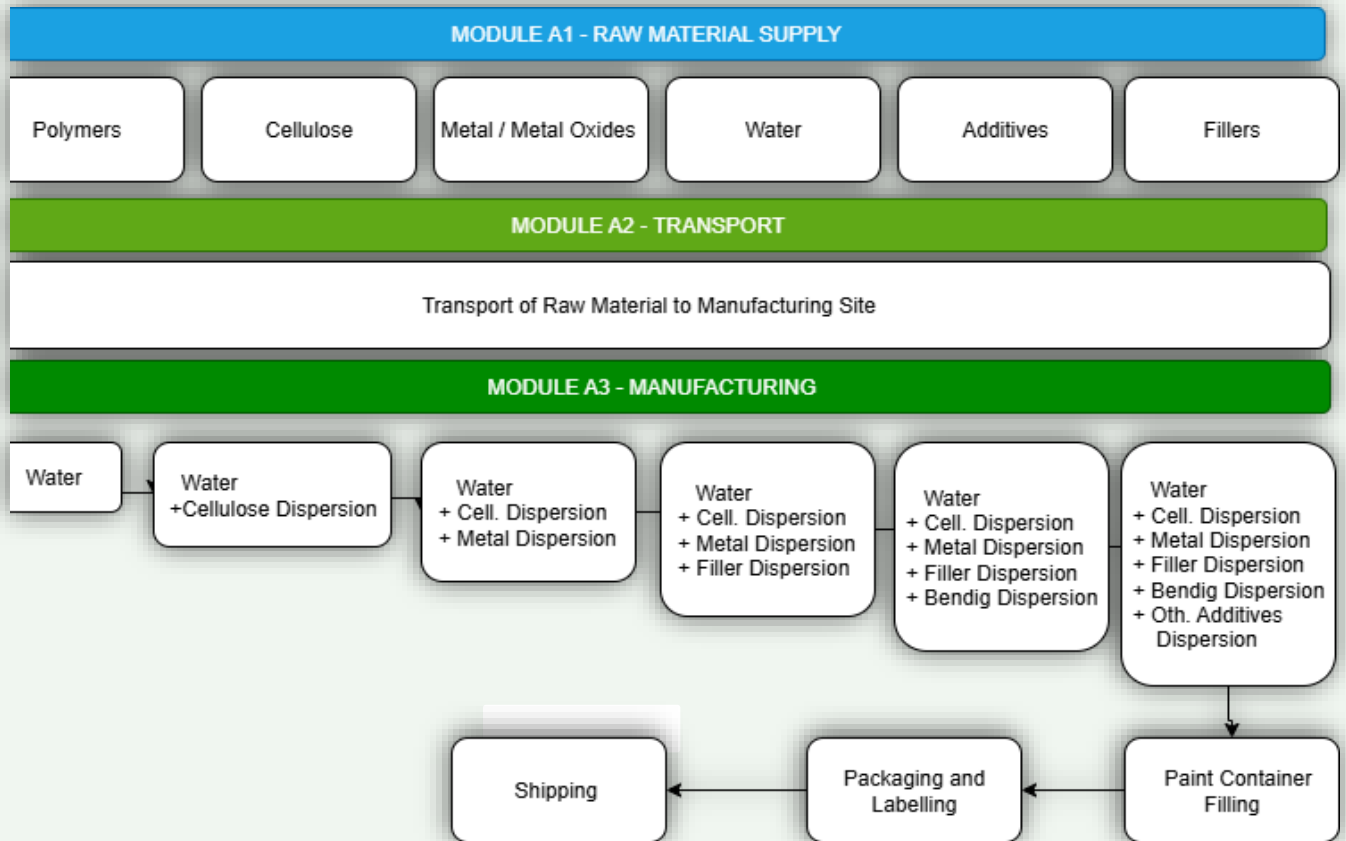 MODULE A1 - RAW MATERIAL SUPPLY
Polymers
Cellulose
Metal / Metal Oxides
Water
Additives
Fillers
MODULE A2 - TRANSPORT
Transport of Raw Material to Manufacturing Site
MODULE A3 - MANUFACTURING
Water
Water
+Cellulose Dispersion
Water
+ Cell. Dispersion
+ Metal Dispersion
Water
+ Cell. Dispersion
+ Metal Dispersion
+ Filler Dispersion
Water
+ Cell. Dispersion
+ Metal Dispersion
+ Filler Dispersion
+ Bendig Dispersion
Water
+ Cell. Dispersion
+ Metal Dispersion
+ Filler Dispersion
+ Bendig Dispersion
+ Oth. Additives
Dispersion
Paint Container
Filling
Packaging and
Labelling
Shipping